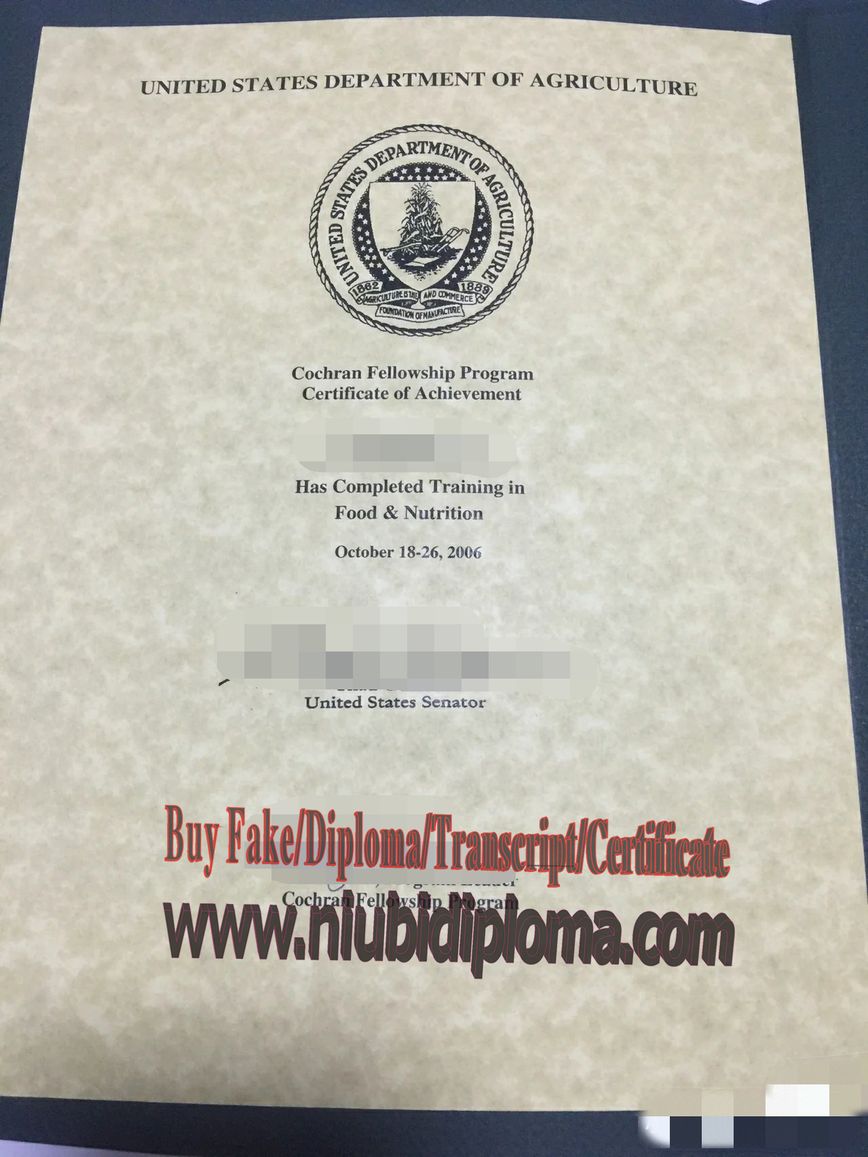 UNITED STATES DEPARTMENT OF AGRICULTURE
UNITED STATES DEPARTMENT OF AGRICULTURE
1862 1889
AGRICULTURE IS THE AND COMMERCE
FOUNDATION OF MANUFACTURE
Cochran Fellowship Program
Certificate of Achievement
Has Completed Training in
Food & Nutrition
October 18-26, 2006
United States Senator
Buy Fake/Diploma/Transcript/Certificate
Program Leader
Cochran Fellowship Program
www.niubidiploma.com